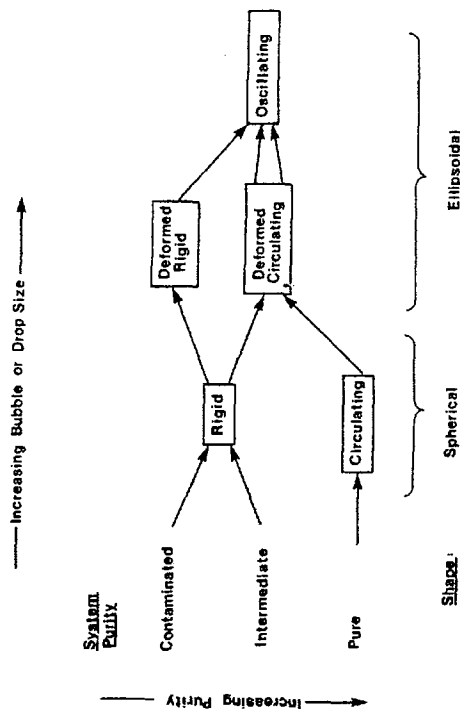 Increasing Bubble or Drop Size
System
Purity
Contaminated
Intermediate
Pure
Increasing Purity
Rigid
Circulating
Deformed
Rigid
Deformed
Circulating
Oscillating
Shape:
Spherical
Ellipsoidal